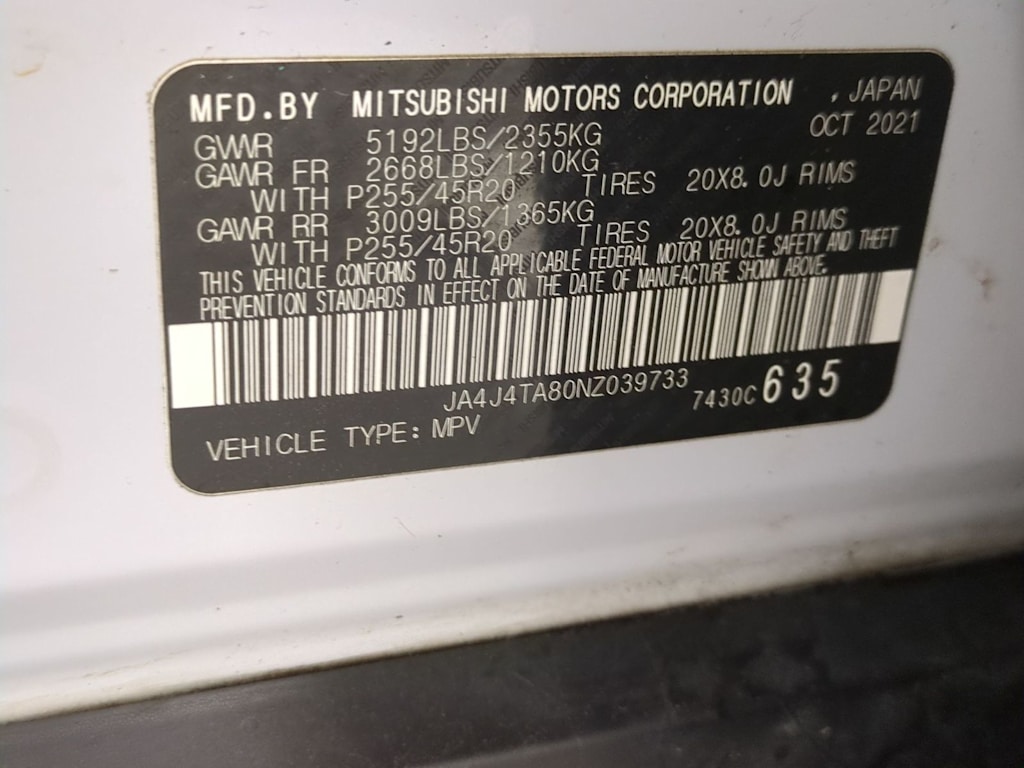 MFD.BY MITSUBISHI MOTORS CORPORATION , JAPAN
OCT 2021
GVWR 5192LBS/2355KG
GAWR FR 2668LBS/1210KG
WITH P255/45R20 TIRES 20X8.0J RIMS
GAWR RR 3009LBS/1365KG
WITH P255/45R20 TIRES 20X8.0J RIMS
THIS VEHICLE CONFORMS TO ALL APPLICABLE FEDERAL MOTOR VEHICLE SAFETY AND THEFT
PREVENTION STANDARDS IN EFFECT ON THE DATE OF MANUFACTURE SHOWN ABOVE.
JA4J4TA80NZ039733
7430C 635
VEHICLE TYPE: MPV